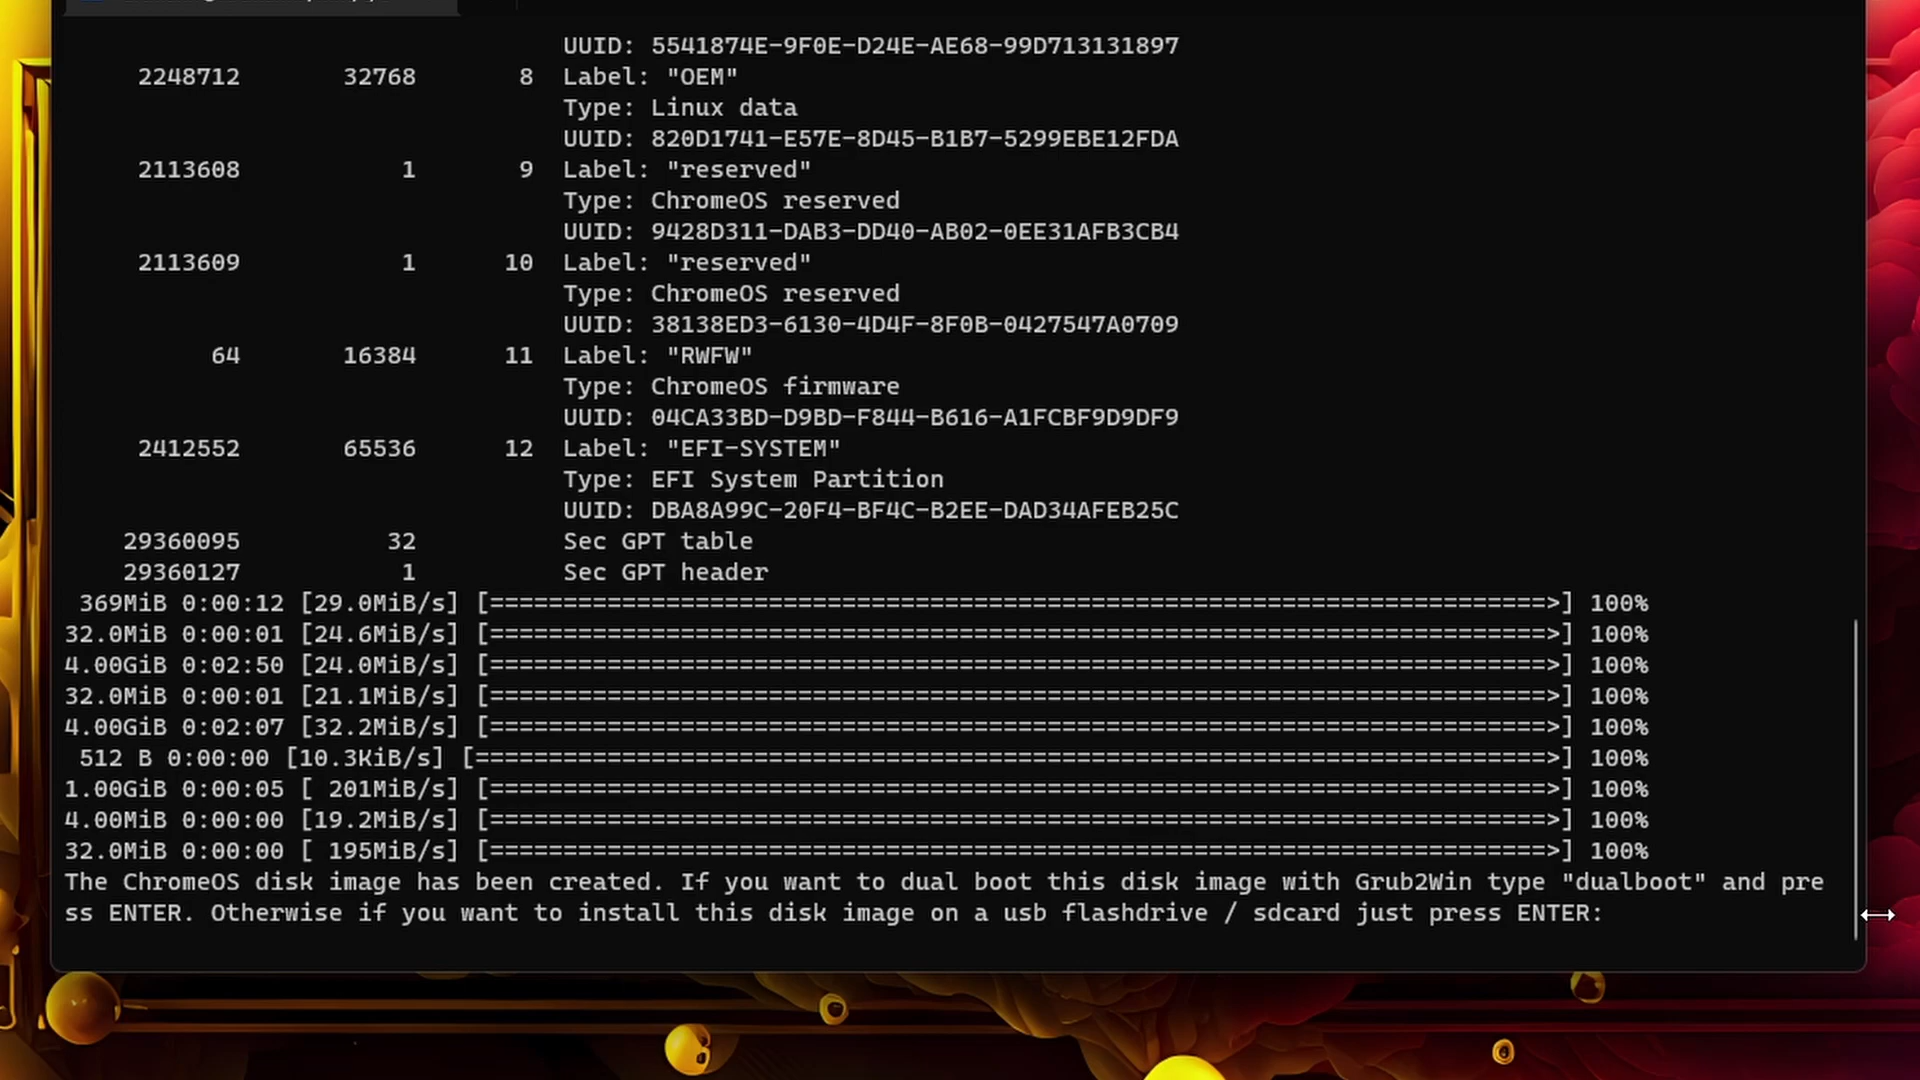 UUID: 5541874E-9F0E-D24E-AE68-99D713131897
2248712 32768 8 Label: "OEM"
Type: Linux data
UUID: 820D1741-E57E-8D45-B1B7-5299EBE12FDA
2113608 1 9 Label: "reserved"
Type: ChromeOS reserved
UUID: 9428D311-DAB3-DD40-AB02-0EE31AFB3CB4
2113609 1 10 Label: "reserved"
Type: ChromeOS reserved
UUID: 38138ED3-6130-4D4F-8F0B-0427547A0709
64 16384 11 Label: "RWFW"
Type: ChromeOS firmware
UUID: 04CA33BD-D9BD-F844-B616-A1FCBF9D9DF9
2412552 65536 12 Label: "EFI-SYSTEM"
Type: EFI System Partition
UUID: DBA8A99C-20F4-BF4C-B2EE-DAD34AFEB25C
29360095 32 Sec GPT table
29360127 1 Sec GPT header
369MiB 0:00:12 [29.0MiB/s] [========================================================================>] 100%
32.0MiB 0:00:01 [24.6MiB/s] [========================================================================>] 100%
4.00GiB 0:02:50 [24.0MiB/s] [========================================================================>] 100%
32.0MiB 0:00:01 [21.1MiB/s] [========================================================================>] 100%
4.00GiB 0:02:07 [32.2MiB/s] [========================================================================>] 100%
512 B 0:00:00 [10.3KiB/s] [=========================================================================>] 100%
1.00GiB 0:00:05 [ 201MiB/s] [========================================================================>] 100%
4.00MiB 0:00:00 [19.2MiB/s] [========================================================================>] 100%
32.0MiB 0:00:00 [ 195MiB/s] [========================================================================>] 100%
The ChromeOS disk image has been created. If you want to dual boot this disk image with Grub2Win type "dualboot" and pre
ss ENTER. Otherwise if you want to install this disk image on a usb flashdrive / sdcard just press ENTER: